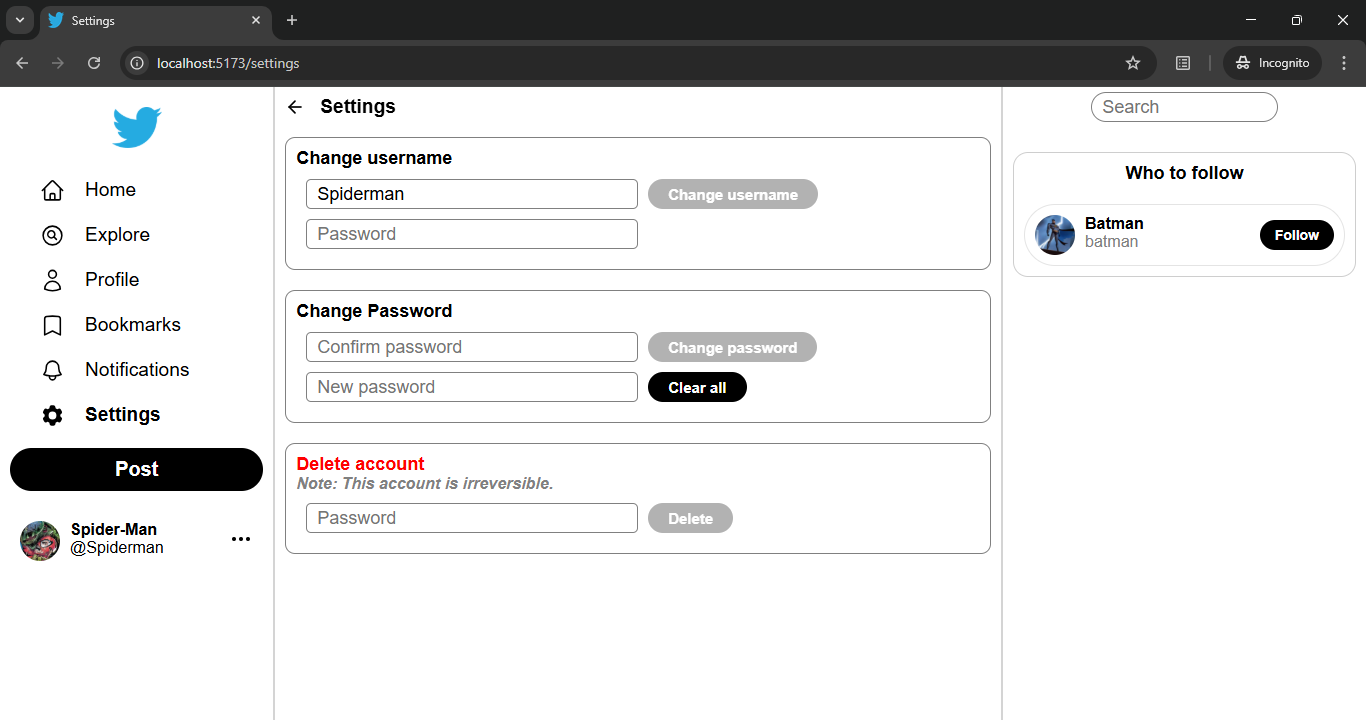 Settings
localhost:5173/settings
Incognito
Home
Explore
Profile
Bookmarks
Notifications
Settings
Post
Spider-Man
@Spiderman
Settings
Change username
Spiderman
Change username
Password
Change Password
Confirm password
Change password
New password
Clear all
Delete account
Note: This account is irreversible.
Password
Delete
Search
Who to follow
Batman
batman
Follow